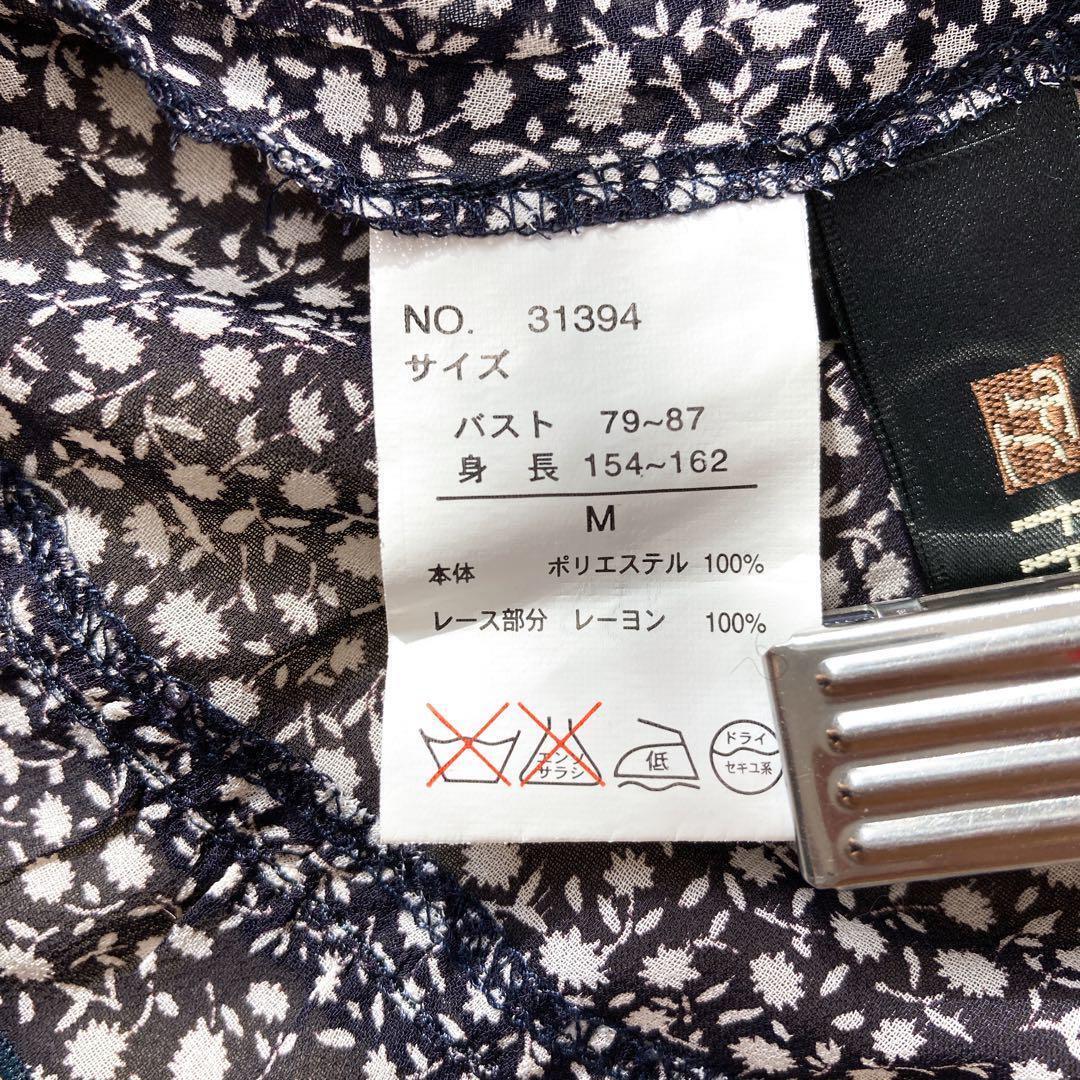 NO. 31394
サイズ
バスト 79~87
身 長 154~162
M
本体 ポリエステル 100%
レース部分 レーヨン 100%
エンソ サラシ
低
ドライ
セキユ系